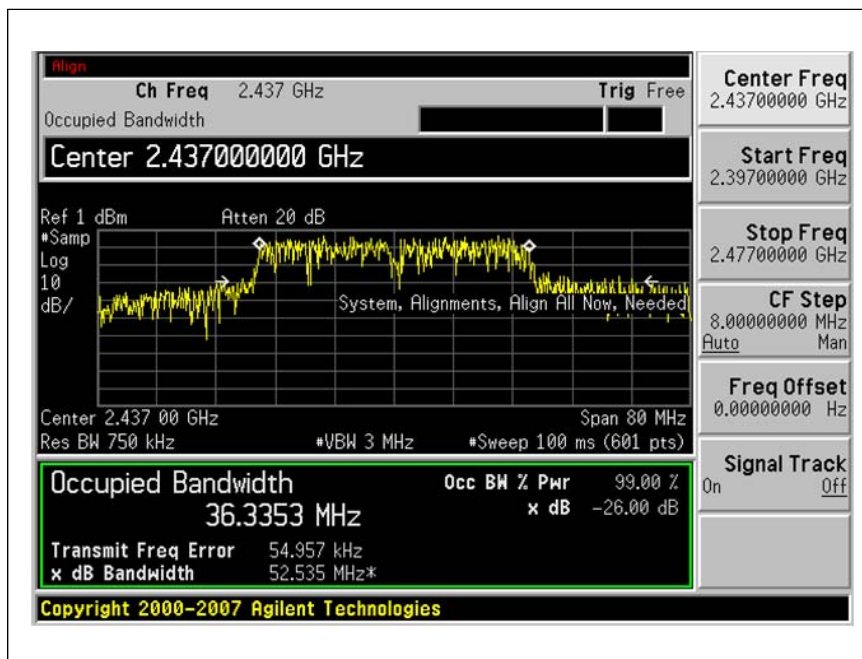 Align
Ch Freq 2.437 GHz Trig Free
Occupied Bandwidth
Center 2.437000000 GHz
Ref 1 dBm Atten 20 dB
#Samp
Log
10
dB/
System, Alignments, Align All Now, Needed
Center 2.437 00 GHz Span 80 MHz
Res BW 750 kHz #VBW 3 MHz #Sweep 100 ms (601 pts)
Occupied Bandwidth Occ BW % Pwr 99.00 %
36.3353 MHz x dB -26.00 dB
Transmit Freq Error 54.957 kHz
x dB Bandwidth 52.535 MHz*
Copyright 2000-2007 Agilent Technologies
Center Freq
2.43700000 GHz
Start Freq
2.39700000 GHz
Stop Freq
2.47700000 GHz
CF Step
8.00000000 MHz
Auto Man
Freq Offset
0.00000000 Hz
Signal Track
On Off